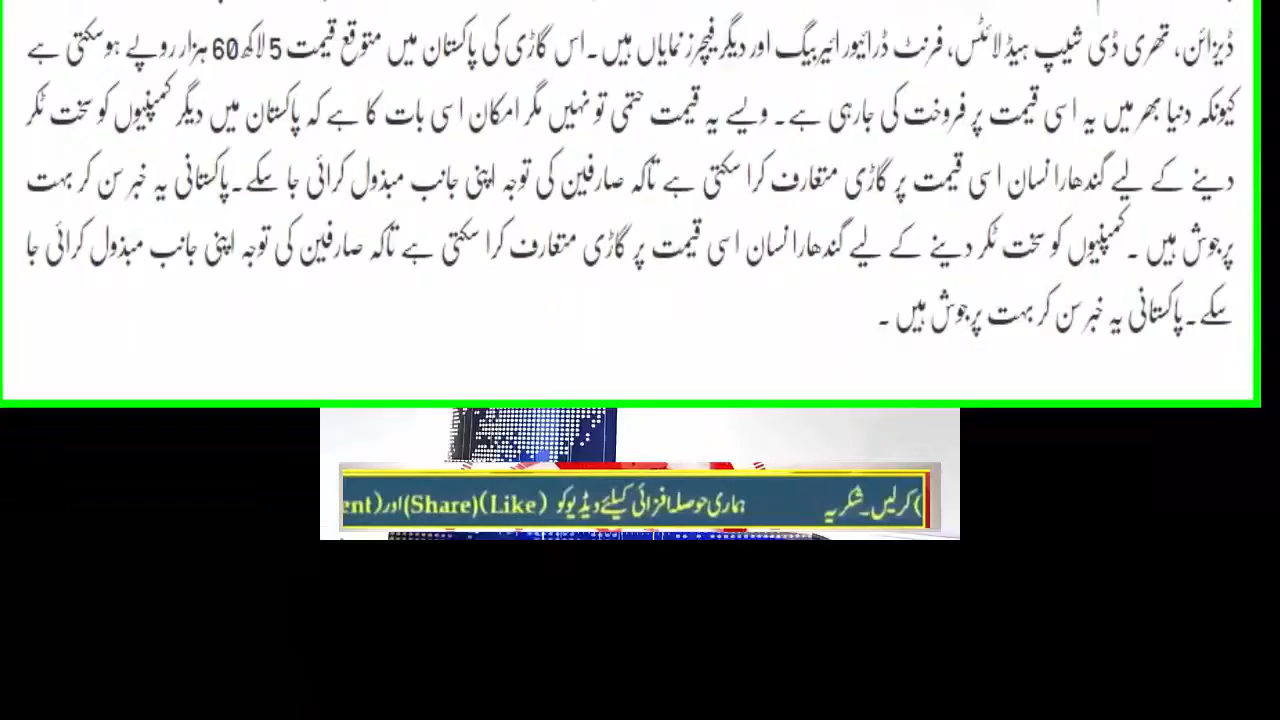 ڈیزائن، تھری ڈی شیپ ہیڈ لائٹس، فرنٹ ڈرائیور ائیر بیگ اور دیگر فیچرز نمایاں ہیں۔اس گاڑی کی پاکستان میں متوقع قیمت 5 لاکھ 60 ہزار روپے ہوسکتی ہے
کیونکہ دنیا بھر میں یہ اسی قیمت پر فروخت کی جارہی ہے۔ ویسے یہ قیمت حتمی تو نہیں مگر امکان اسی بات کا ہے کہ پاکستان میں دیگر کمپنیوں کو سخت ٹکر
دینے کے لیے گندھارا نسان اسی قیمت پر گاڑی متعارف کرا سکتی ہے تاکہ صارفین کی توجہ اپنی جانب مبذول کرائی جا سکے۔پاکستانی یہ خبر سن کر بہت
پرجوش ہیں ۔ کمپنیوں کو سخت ٹکر دینے کے لیے گندھارا نسان اسی قیمت پر گاڑی متعارف کرا سکتی ہے تاکہ صارفین کی توجہ اپنی جانب مبذول کرائی جا
سکے۔پاکستانی یہ خبر سن کر بہت پرجوش ہیں ۔
) کرلیں۔شکریہ ہماری حوصلہ افزائی کیلئے ویڈیو کو (Like)(Share) اور (ent